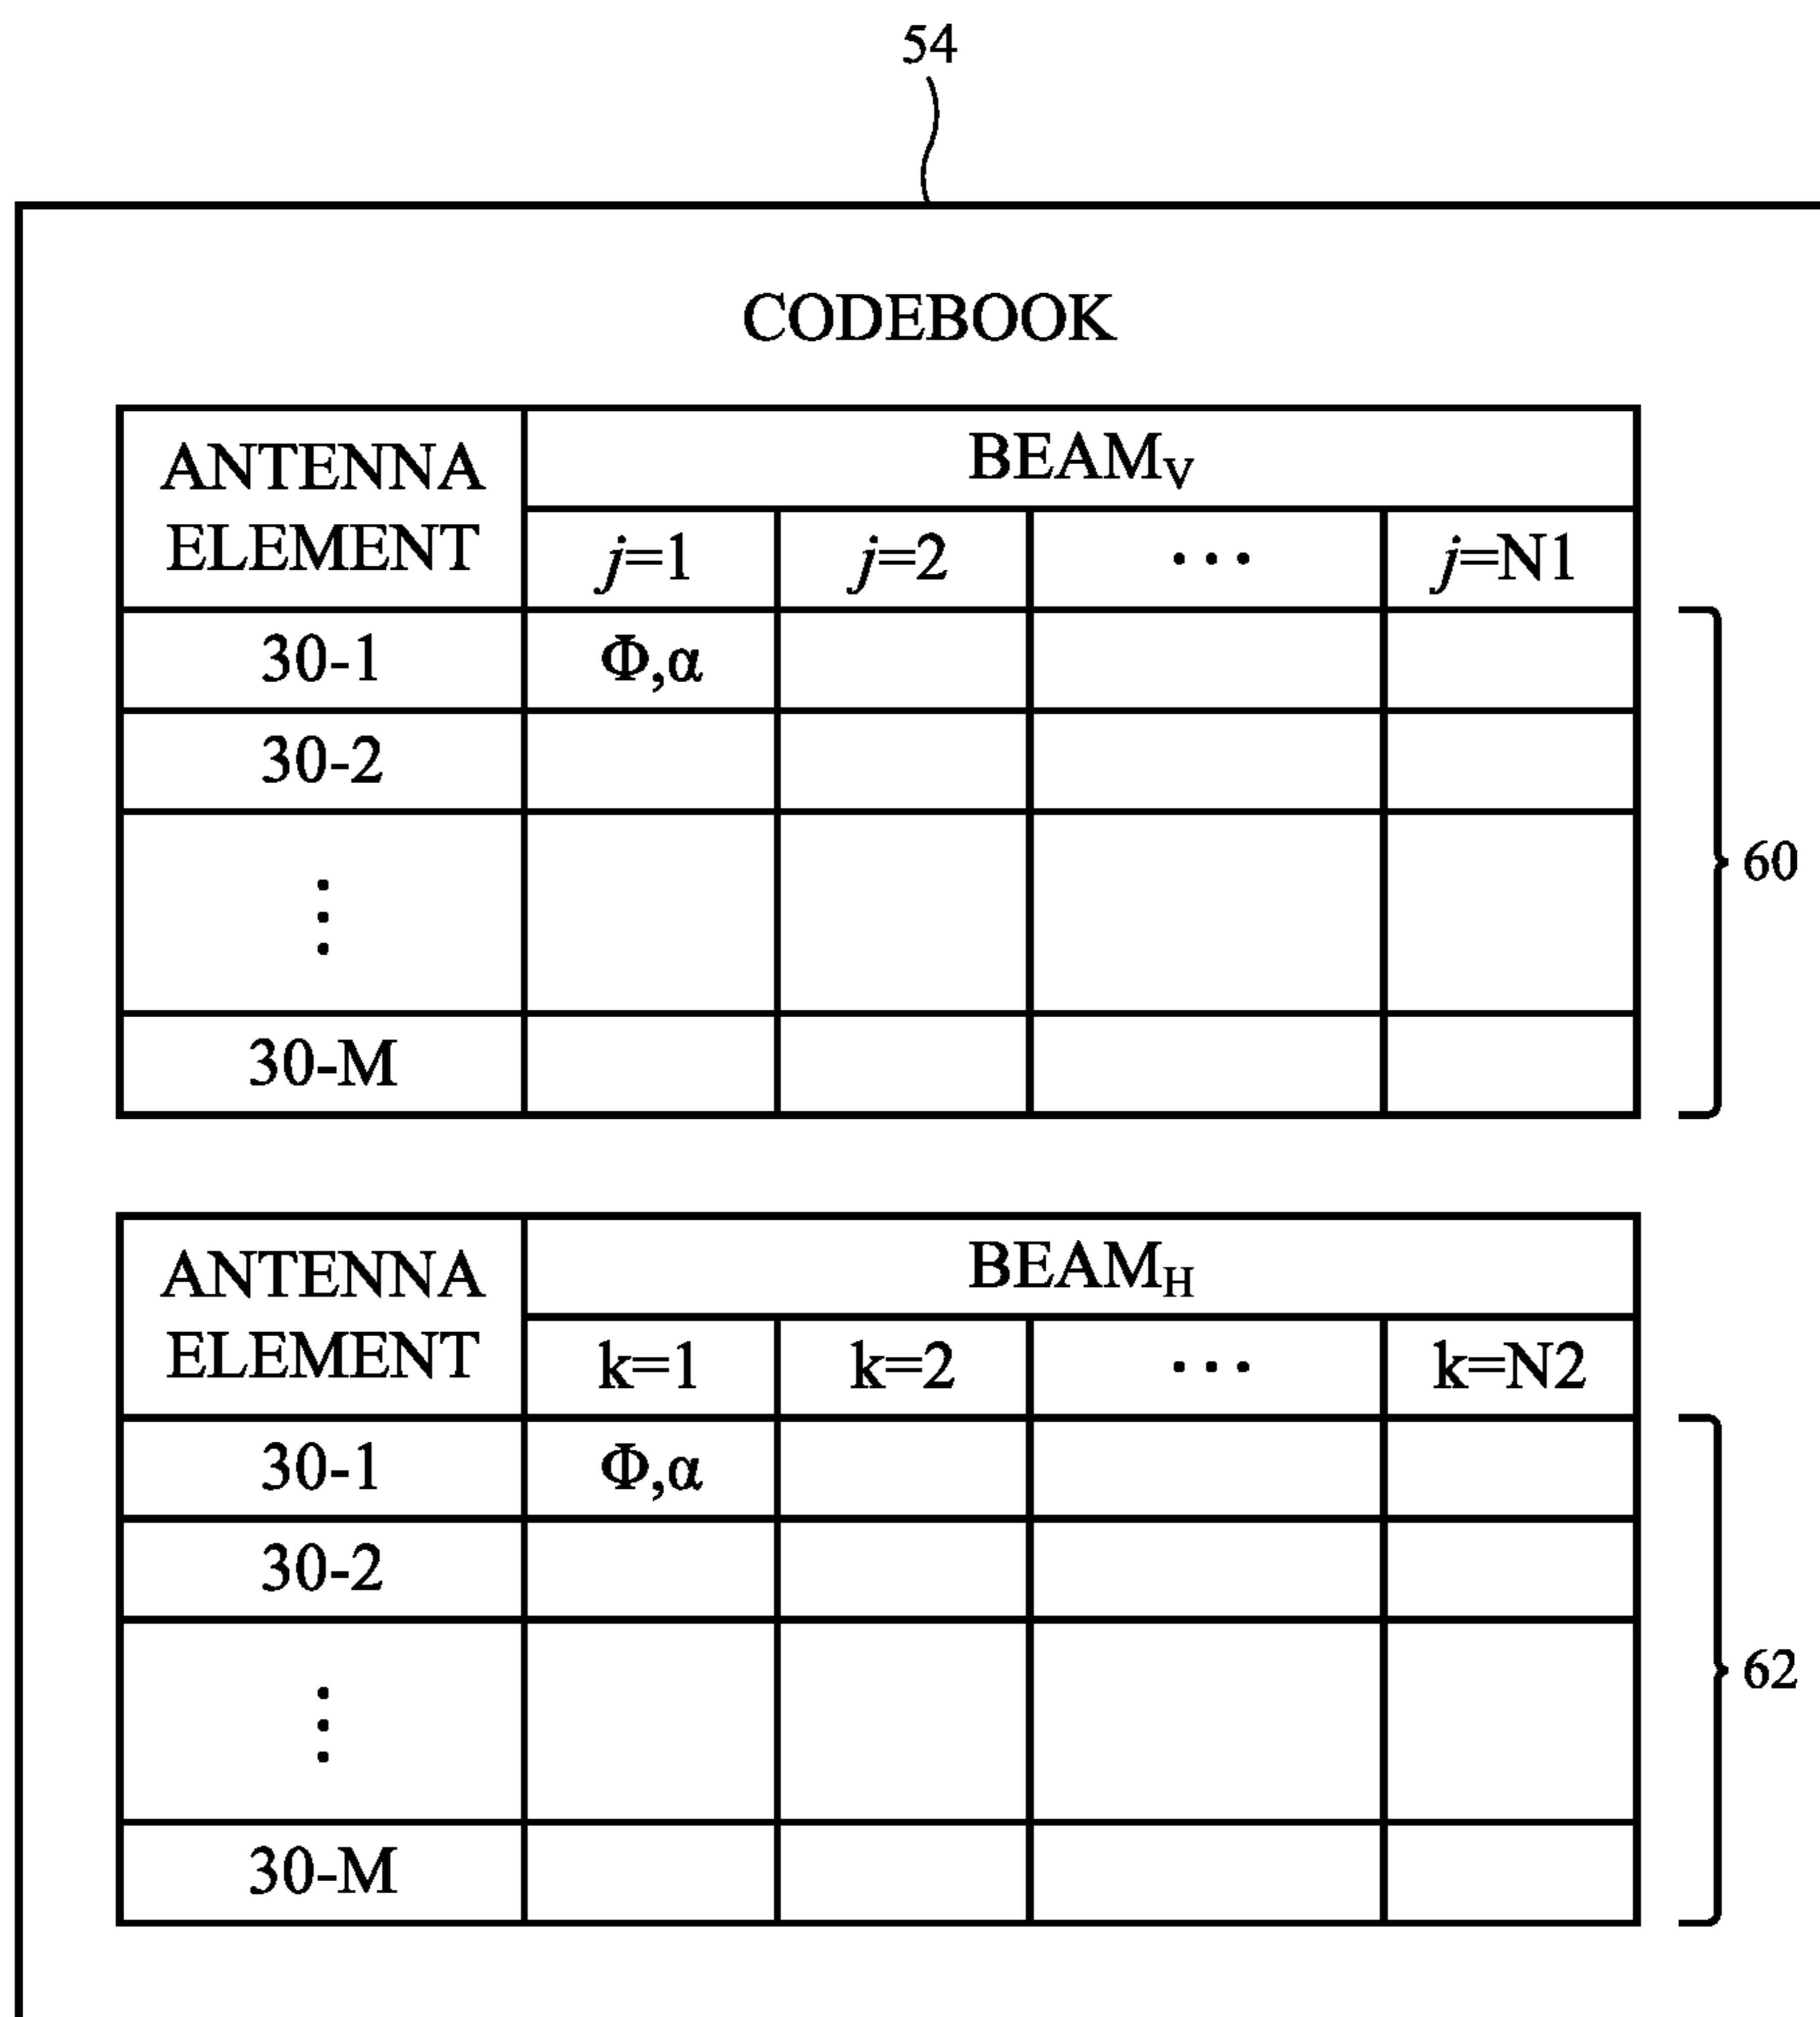 54
CODEBOOK
ANTENNA
ELEMENT
BEAMV
j=1 j=2 ... j=N1
30-1 Φ,α
30-2
⋮
30-M
60
ANTENNA
ELEMENT
BEAMH
k=1 k=2 ... k=N2
30-1 Φ,α
30-2
⋮
30-M
62